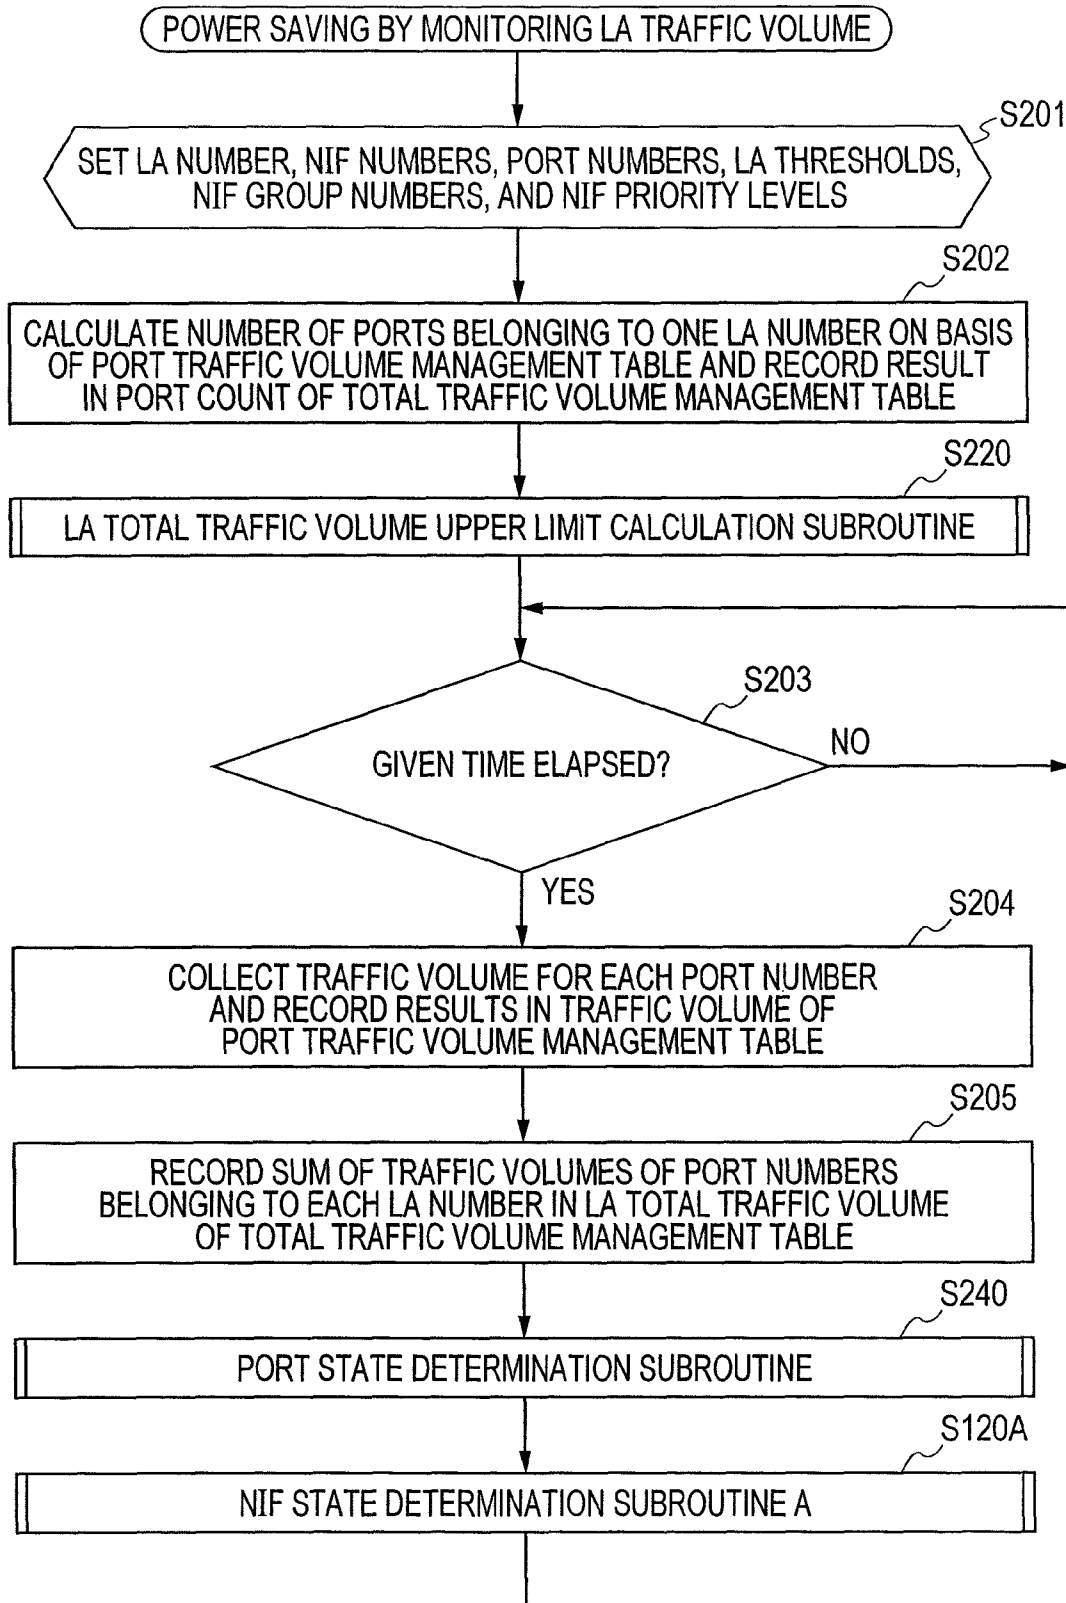 POWER SAVING BY MONITORING LA TRAFFIC VOLUME
S201
SET LA NUMBER, NIF NUMBERS, PORT NUMBERS, LA THRESHOLDS,
NIF GROUP NUMBERS, AND NIF PRIORITY LEVELS
S202
CALCULATE NUMBER OF PORTS BELONGING TO ONE LA NUMBER ON BASIS
OF PORT TRAFFIC VOLUME MANAGEMENT TABLE AND RECORD RESULT
IN PORT COUNT OF TOTAL TRAFFIC VOLUME MANAGEMENT TABLE
S220
LA TOTAL TRAFFIC VOLUME UPPER LIMIT CALCULATION SUBROUTINE
S203
GIVEN TIME ELAPSED?
NO
YES
S204
COLLECT TRAFFIC VOLUME FOR EACH PORT NUMBER
AND RECORD RESULTS IN TRAFFIC VOLUME OF
PORT TRAFFIC VOLUME MANAGEMENT TABLE
S205
RECORD SUM OF TRAFFIC VOLUMES OF PORT NUMBERS
BELONGING TO EACH LA NUMBER IN LA TOTAL TRAFFIC VOLUME
OF TOTAL TRAFFIC VOLUME MANAGEMENT TABLE
S240
PORT STATE DETERMINATION SUBROUTINE
S120A
NIF STATE DETERMINATION SUBROUTINE A